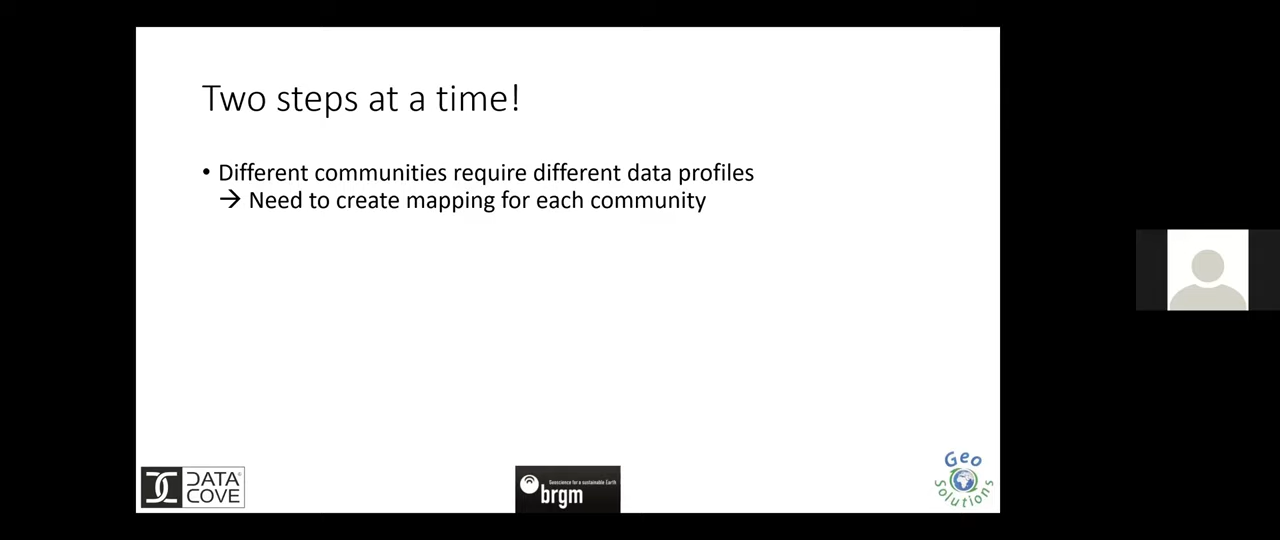 Two steps at a time!
• Different communities require different data profiles
→ Need to create mapping for each community
DATA
COVE
Geoscience for a sustainable Earth
brgm
Geo
Solutions